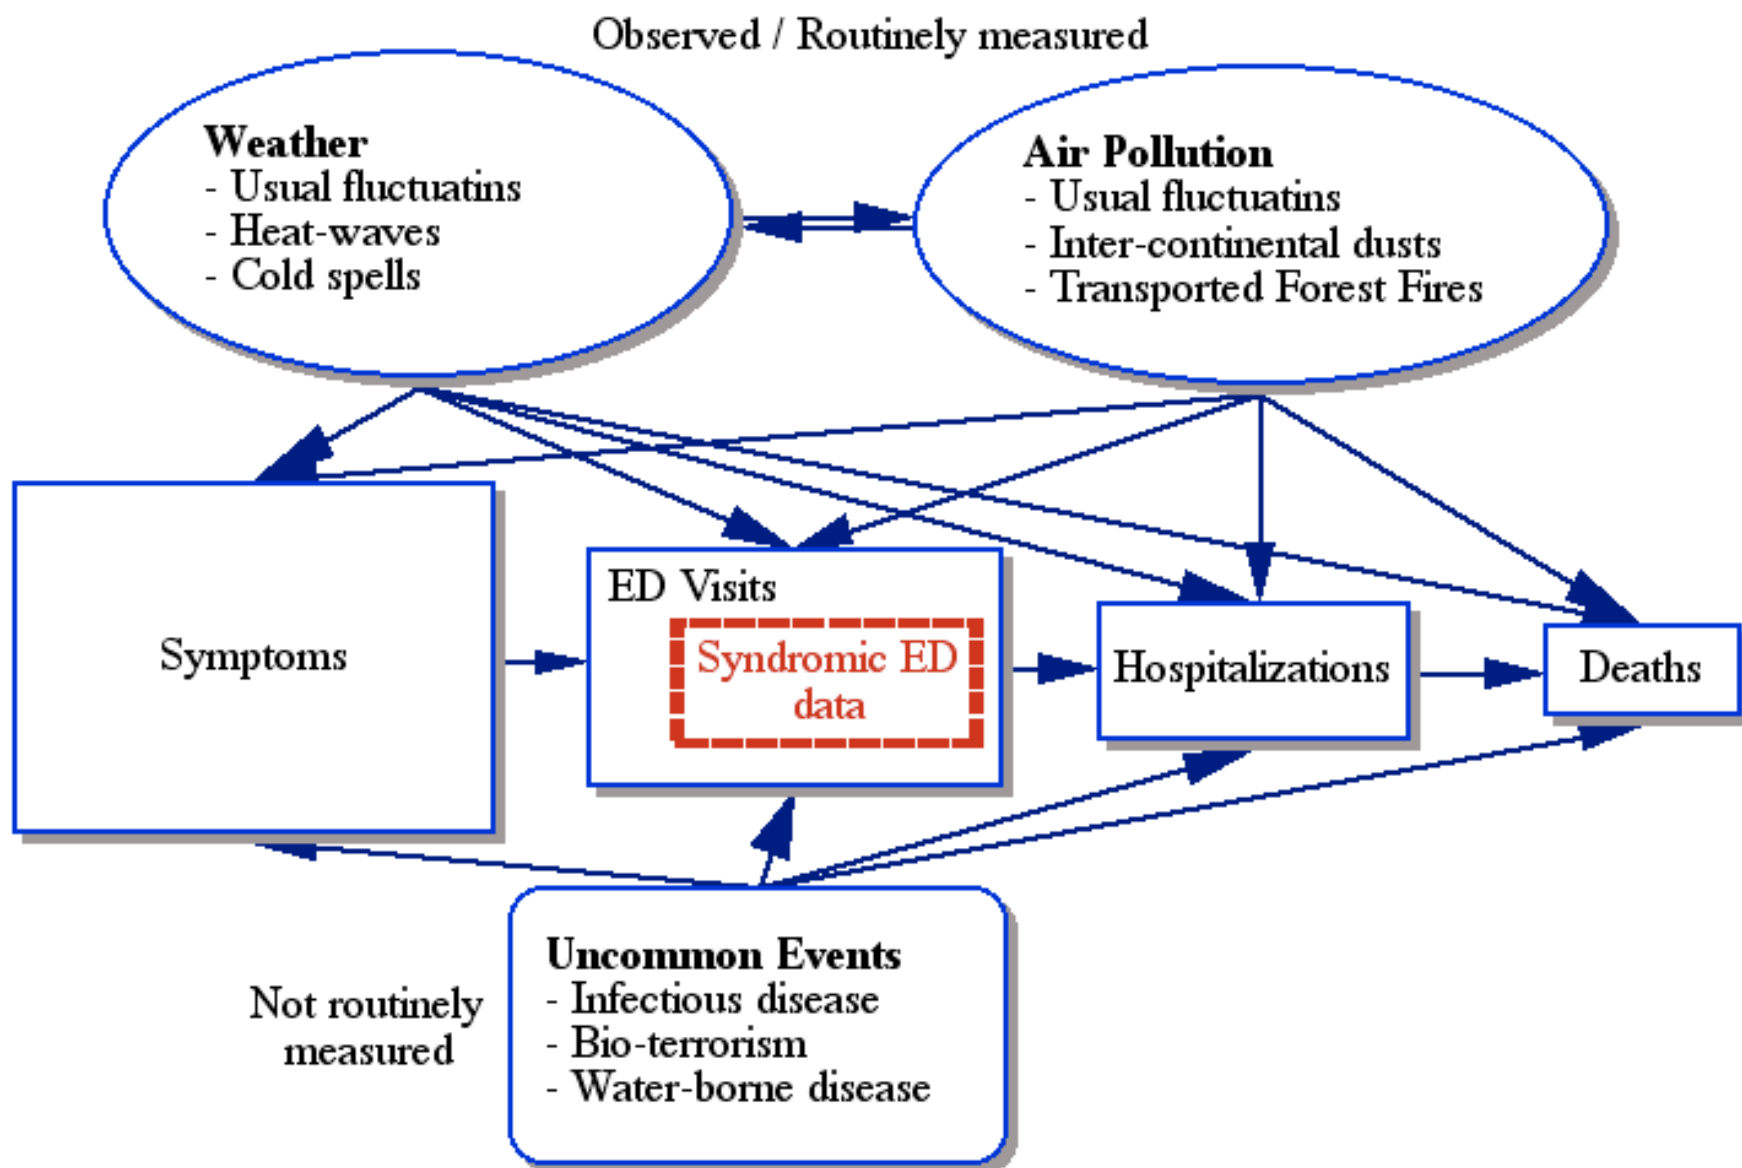 Observed / Routinely measured
Weather
- Usual fluctuatins
- Heat-waves
- Cold spells
Air Pollution
- Usual fluctuatins
- Inter-continental dusts
- Transported Forest Fires
Symptoms
ED Visits
Syndromic ED
data
Hospitalizations
Deaths
Not routinely
measured
Uncommon Events
- Infectious disease
- Bio-terrorism
- Water-borne disease